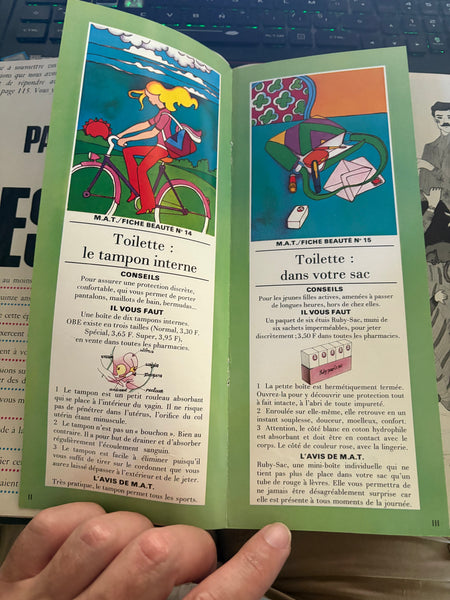 M.A.T./FICHE BEAUTÉ N° 14
Toilette :
le tampon interne
CONSEILS
Pour assurer une protection discrète,
confortable, qui vous permet de porter
pantalons, maillots de bain, bermudas...
IL VOUS FAUT
Une boîte de dix tampons internes.
OBE existe en trois tailles (Normal, 3,30 F.
Spécial, 3,65 F. Super, 3,95 F),
en vente dans toutes les pharmacies.
utérus
vagin
1 Le tampon est un petit rouleau absorbant
qui se place à l'intérieur du vagin. Il ne risque
pas de pénétrer dans l'utérus, l'orifice du col
utérin étant minuscule.
2 Le tampon n'est pas un « bouchon ». Bien au
contraire. Il a pour but de drainer et d'absorber
régulièrement l'écoulement sanguin.
3 Le tampon est facile à éliminer puisqu'il
vous suffit de tirer sur le cordonnet que vous
aurez laissé dépasser à l'extérieur et de le jeter.
L'AVIS DE M.A.T.
Très pratique, le tampon permet tous les sports.
II
M.A.T./FICHE BEAUTÉ N° 15
Toilette :
dans votre sac
CONSEILS
Pour les jeunes filles actives, amenées à passer
de longues heures, hors de chez elles.
IL VOUS FAUT
Un paquet de six étuis Ruby-Sac, muni de
six sachets imperméables, pour jeter
discrètement ; 3,50 F dans toutes pharmacies.
1 La petite boîte est hermétiquement fermée.
Ouvrez-la pour y découvrir une protection tout
à fait intacte, à l'abri de toute impureté.
2 Enroulée sur elle-même, elle retrouve en un
instant souplesse, douceur, moelleux, confort.
3 Attention, le côté blanc en coton hydrophile
est absorbant et doit être en contact avec le
corps. Le côté de couleur rose, avec la lingerie.
L'AVIS DE M.A.T.
Ruby-Sac, une mini-boîte individuelle qui ne
tient pas plus de place dans votre sac qu'un
tube de rouge à lèvres. Elle vous permettra de
ne jamais être désagréablement surprise car
elle est présente à tous moments de la journée.
III